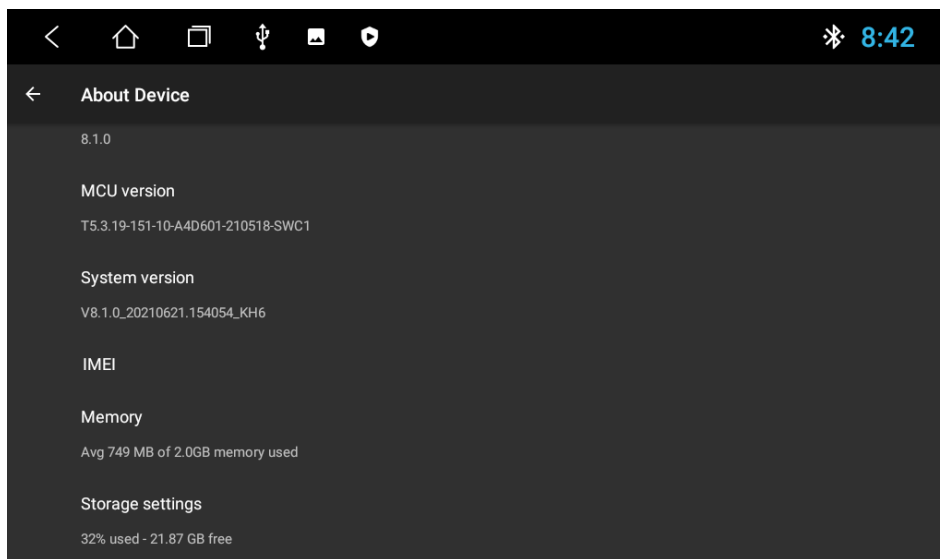 8:42
About Device
8.1.0
MCU version
T5.3.19-151-10-A4D601-210518-SWC1
System version
V8.1.0_20210621.154054_KH6
IMEI
Memory
Avg 749 MB of 2.0GB memory used
Storage settings
32% used - 21.87 GB free